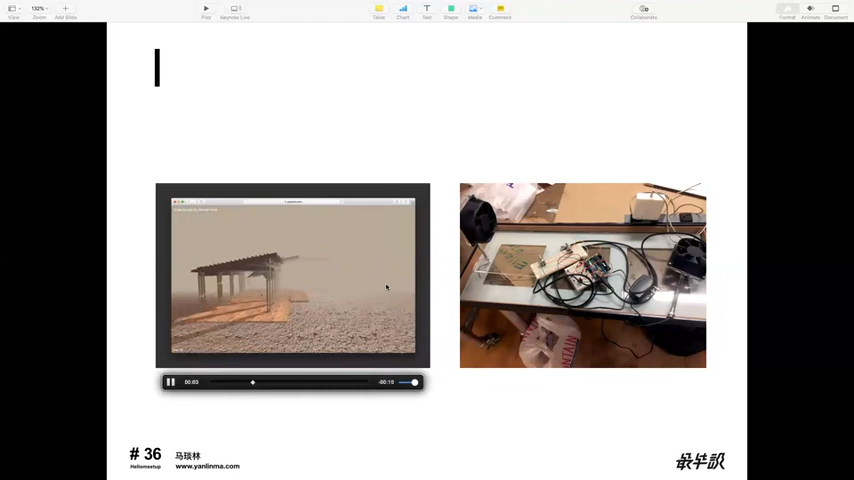 132%
View
Zoom
Add Slide
Play
Keynote Live
Table
Chart
Text
Shape
Media
Comment
Collaborate
Format
Animate
Document
00:03
-00:10
# 36
Hellomeetup
马琰林
www.yanlinma.com